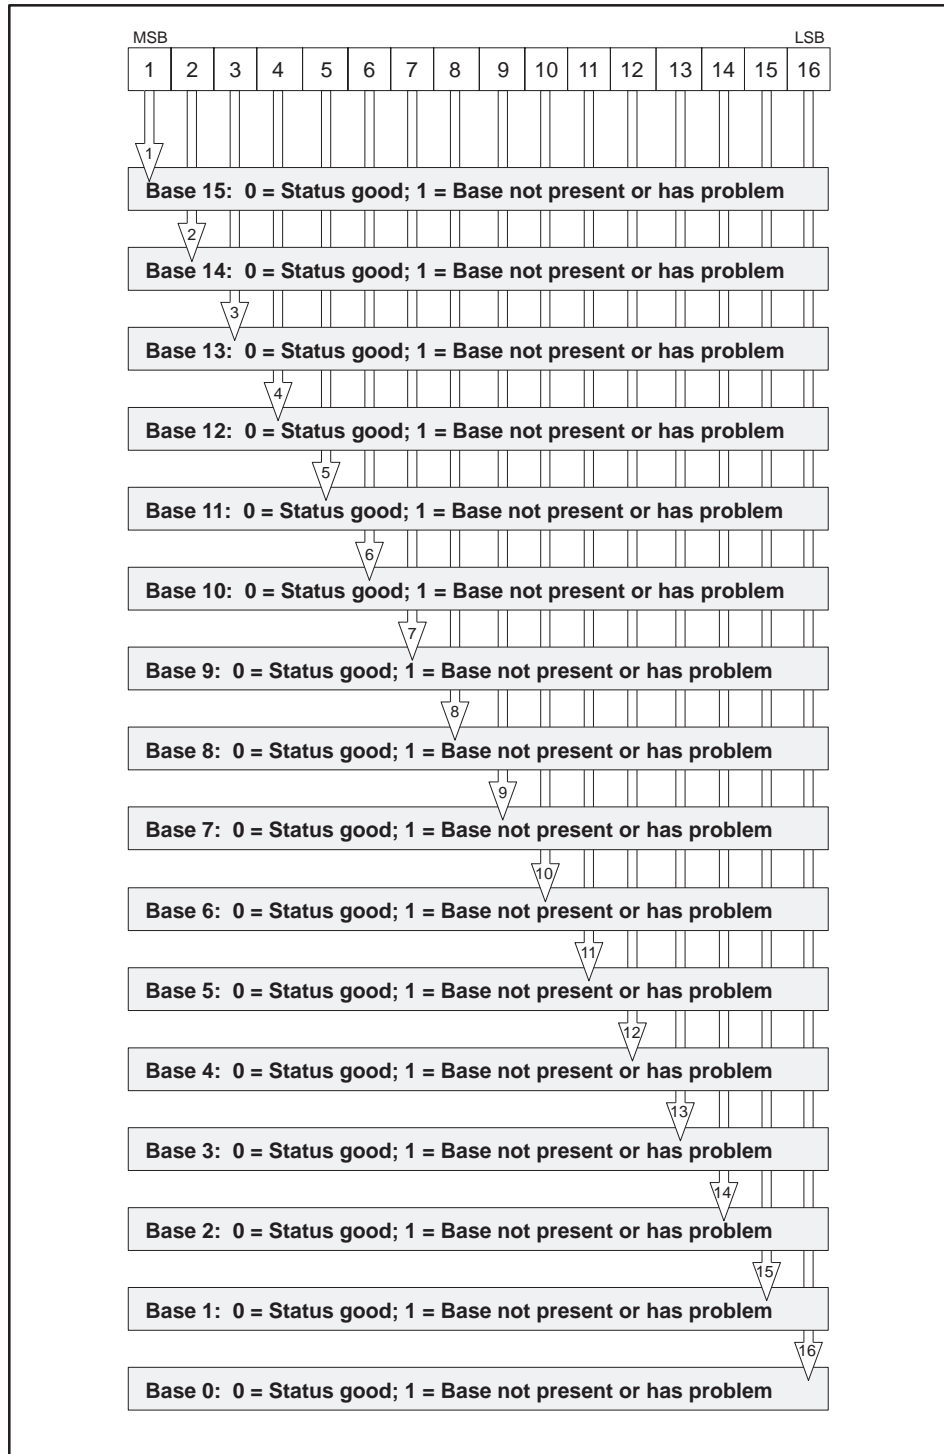 MSB LSB
1 2 3 4 5 6 7 8 9 10 11 12 13 14 15 16
1
Base 15: 0 = Status good; 1 = Base not present or has problem
2
Base 14: 0 = Status good; 1 = Base not present or has problem
3
Base 13: 0 = Status good; 1 = Base not present or has problem
4
Base 12: 0 = Status good; 1 = Base not present or has problem
5
Base 11: 0 = Status good; 1 = Base not present or has problem
6
Base 10: 0 = Status good; 1 = Base not present or has problem
7
Base 9: 0 = Status good; 1 = Base not present or has problem
8
Base 8: 0 = Status good; 1 = Base not present or has problem
9
Base 7: 0 = Status good; 1 = Base not present or has problem
10
Base 6: 0 = Status good; 1 = Base not present or has problem
11
Base 5: 0 = Status good; 1 = Base not present or has problem
12
Base 4: 0 = Status good; 1 = Base not present or has problem
13
Base 3: 0 = Status good; 1 = Base not present or has problem
14
Base 2: 0 = Status good; 1 = Base not present or has problem
15
Base 1: 0 = Status good; 1 = Base not present or has problem
16
Base 0: 0 = Status good; 1 = Base not present or has problem